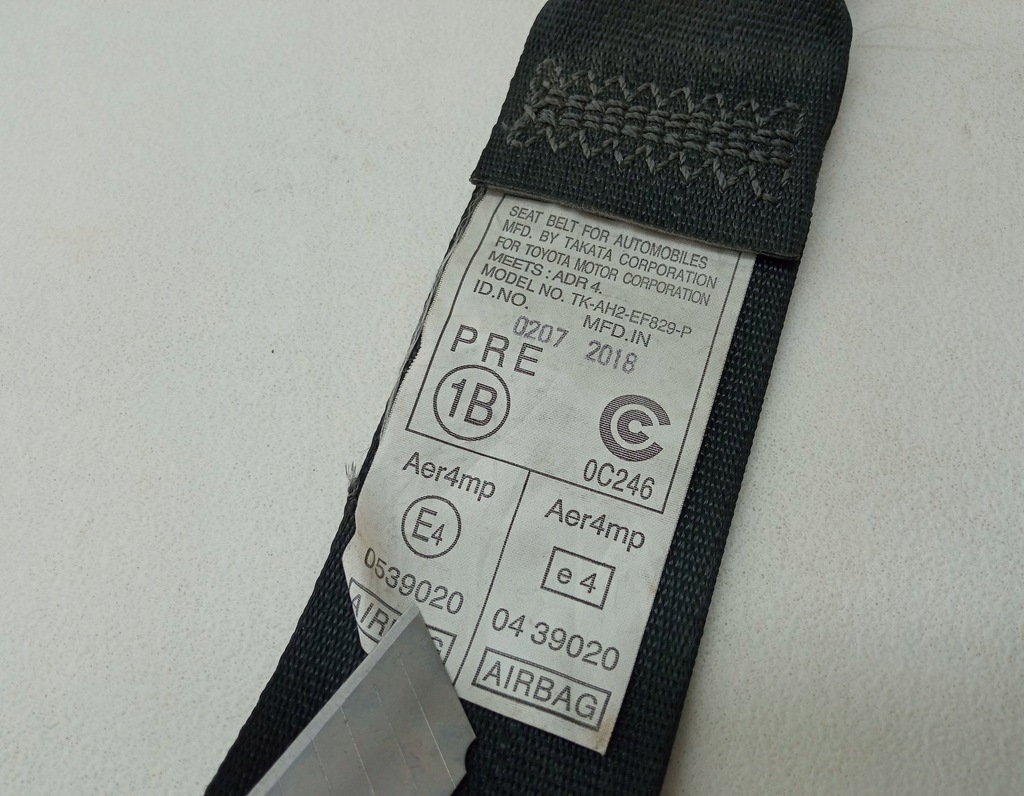 SEAT BELT FOR AUTOMOBILES
MFD. BY TAKATA CORPORATION
FOR TOYOTA MOTOR CORPORATION
MEETS : ADR 4.
MODEL NO. TK-AH2-EF829-P
ID.NO. MFD.IN
0207 2018
PRE
1B
C
0C246
Aer4mp
E4
0539020
Aer4mp
e 4
04 39020
AIRBAG